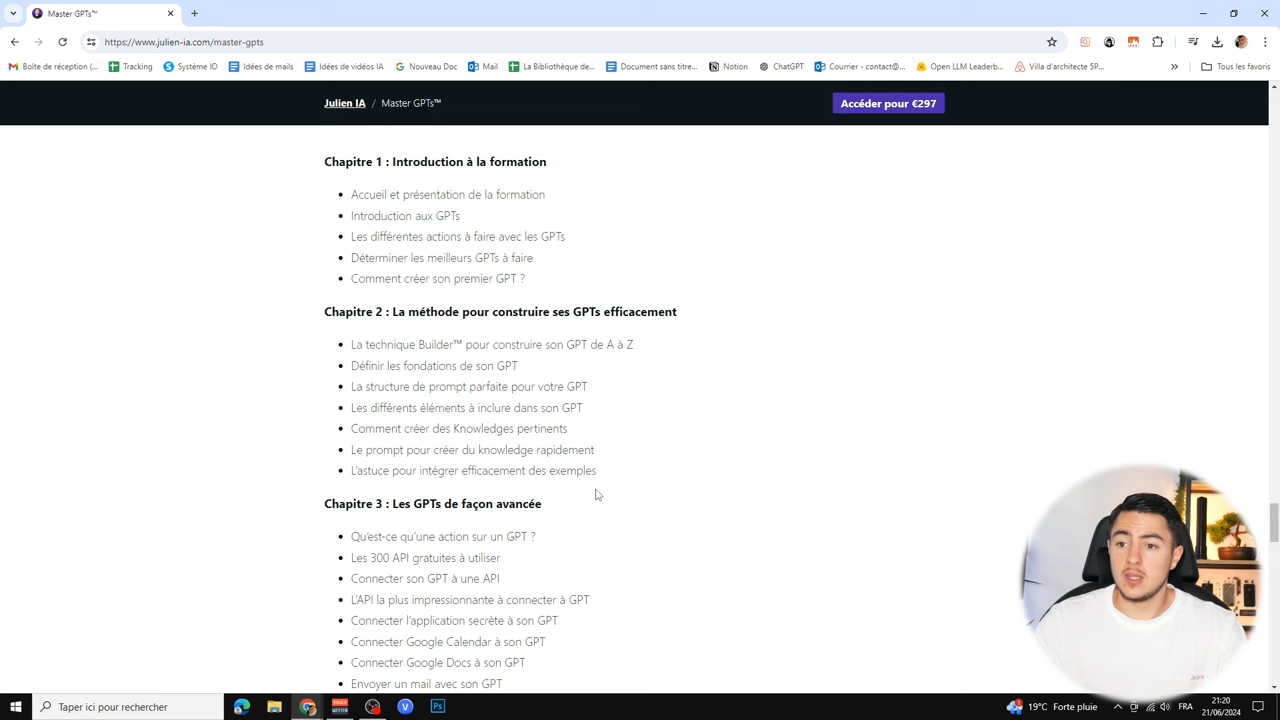 Master GPTs™
https://www.julien-ia.com/master-gpts
Boîte de réception (...
Tracking
Système IO
Idées de mails
Idées de vidéos IA
Nouveau Doc
Mail
La Bibliothèque de...
Document sans titre...
Notion
ChatGPT
Courrier - contact@...
Open LLM Leaderb...
Villa d'architecte 5P...
»
Tous les favoris
Julien IA / Master GPTs™
Accéder pour €297
Chapitre 1 : Introduction à la formation
• Accueil et présentation de la formation
• Introduction aux GPTs
• Les différentes actions à faire avec les GPTs
• Déterminer les meilleurs GPTs à faire
• Comment créer son premier GPT ?
Chapitre 2 : La méthode pour construire ses GPTs efficacement
• La technique Builder™ pour construire son GPT de A à Z
• Définir les fondations de son GPT
• La structure de prompt parfaite pour votre GPT
• Les différents éléments à inclure dans son GPT
• Comment créer des Knowledges pertinents
• Le prompt pour créer du knowledge rapidement
• L'astuce pour intégrer efficacement des exemples
Chapitre 3 : Les GPTs de façon avancée
• Qu'est-ce qu'une action sur un GPT ?
• Les 300 API gratuites à utiliser
• Connecter son GPT à une API
• L'API la plus impressionnante à connecter à GPT
• Connecter l'application secrète à son GPT
• Connecter Google Calendar à son GPT
• Connecter Google Docs à son GPT
• Envoyer un mail avec son GPT
Taper ici pour rechercher
19°C Forte pluie
FRA
21:20
21/06/2024